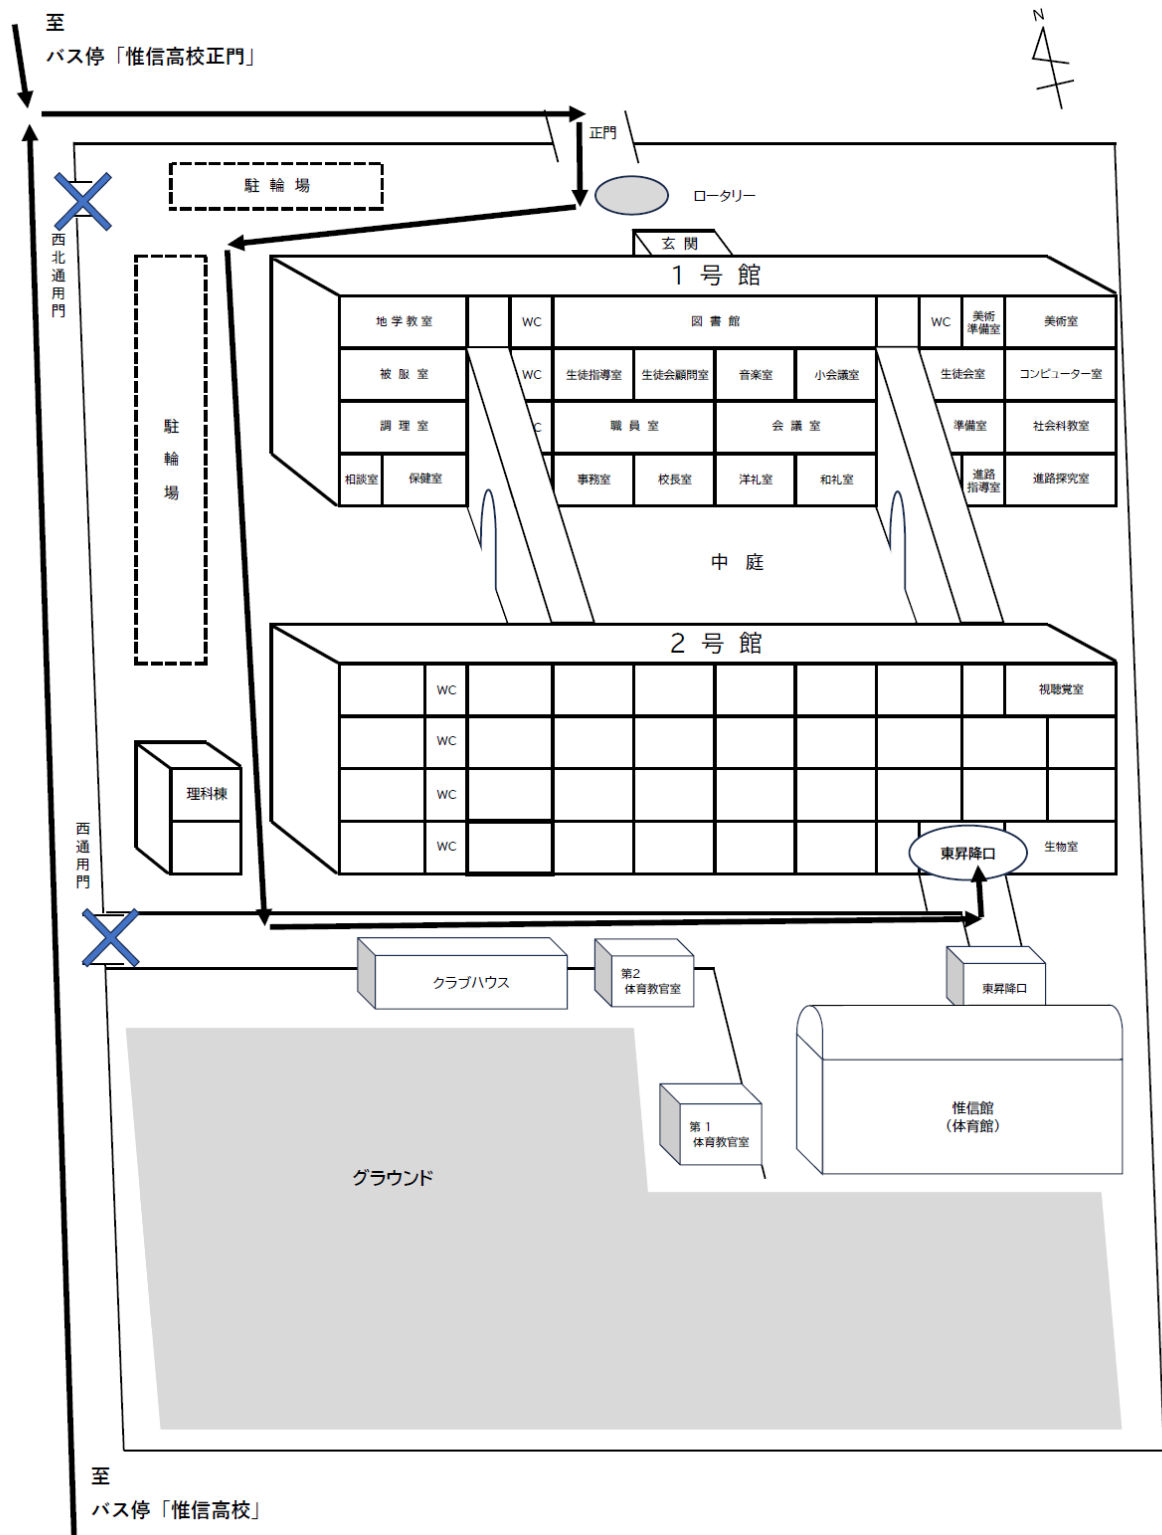 至
バス停「惟信高校正門」
N
正門
駐輪場
ロータリー
西北通用門
玄関
1号館
地学教室
WC
図書館
WC
美術
準備室
美術室
被服室
WC
生徒指導室
生徒会顧問室
音楽室
小会議室
生徒会室
コンピューター室
調理室
C
職員室
会議室
準備室
社会科教室
相談室
保健室
事務室
校長室
洋礼室
和礼室
進路
指導室
進路探究室
駐輪場
中庭
2号館
WC
視聴覚室
WC
理科棟
WC
西通用門
WC
東昇降口
生物室
クラブハウス
第2
体育教官室
東昇降口
第1
体育教官室
惟信館
（体育館）
グラウンド
至
バス停「惟信高校」